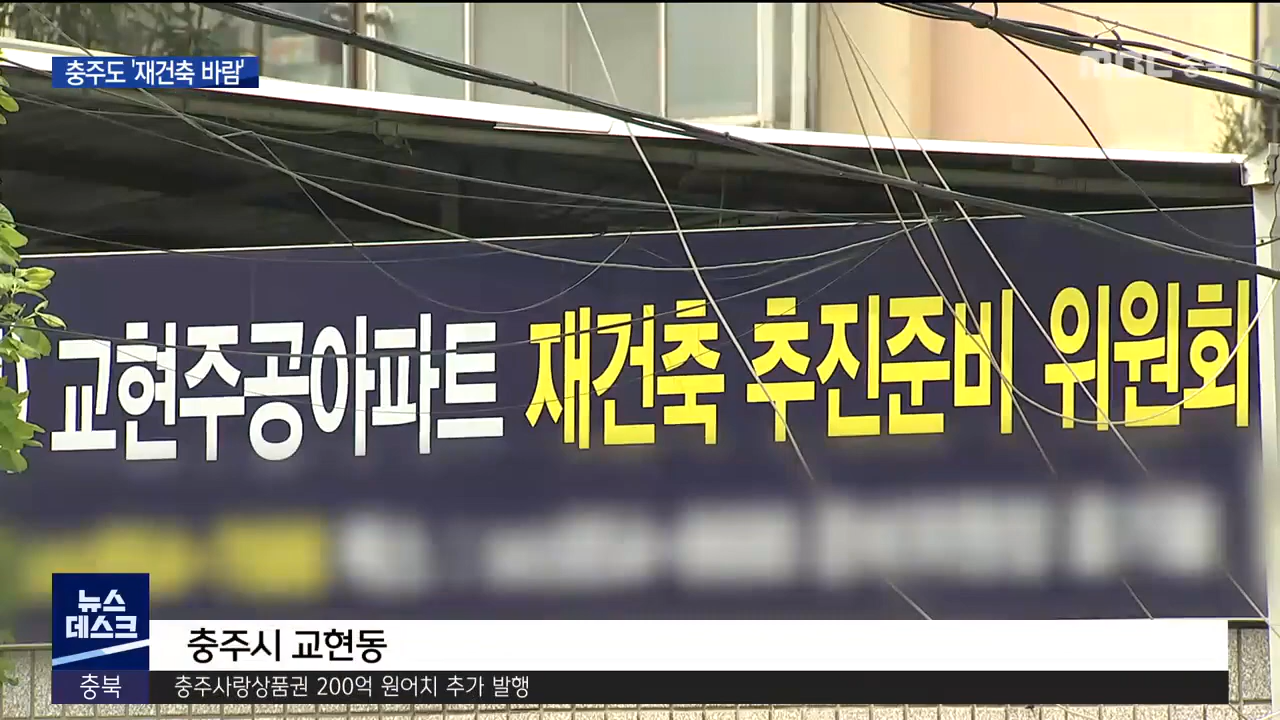 충주도 '재건축 바람'
MBC 충북
교현주공아파트 재건축 추진준비 위원회
뉴스
데스크
충주시 교현동
충북
충주사랑상품권 200억 원어치 추가 발행